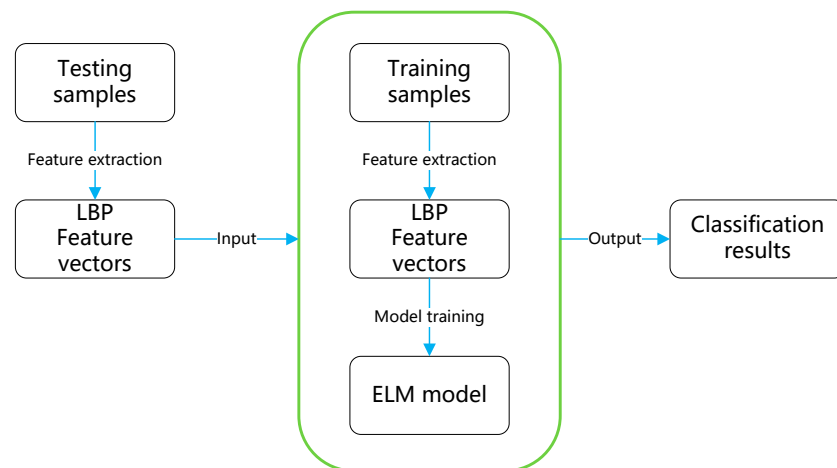 Testing
samples
Feature extraction
LBP
Feature
vectors
Input
Training
samples
Feature extraction
LBP
Feature
vectors
Model training
ELM model
Output
Classification
results